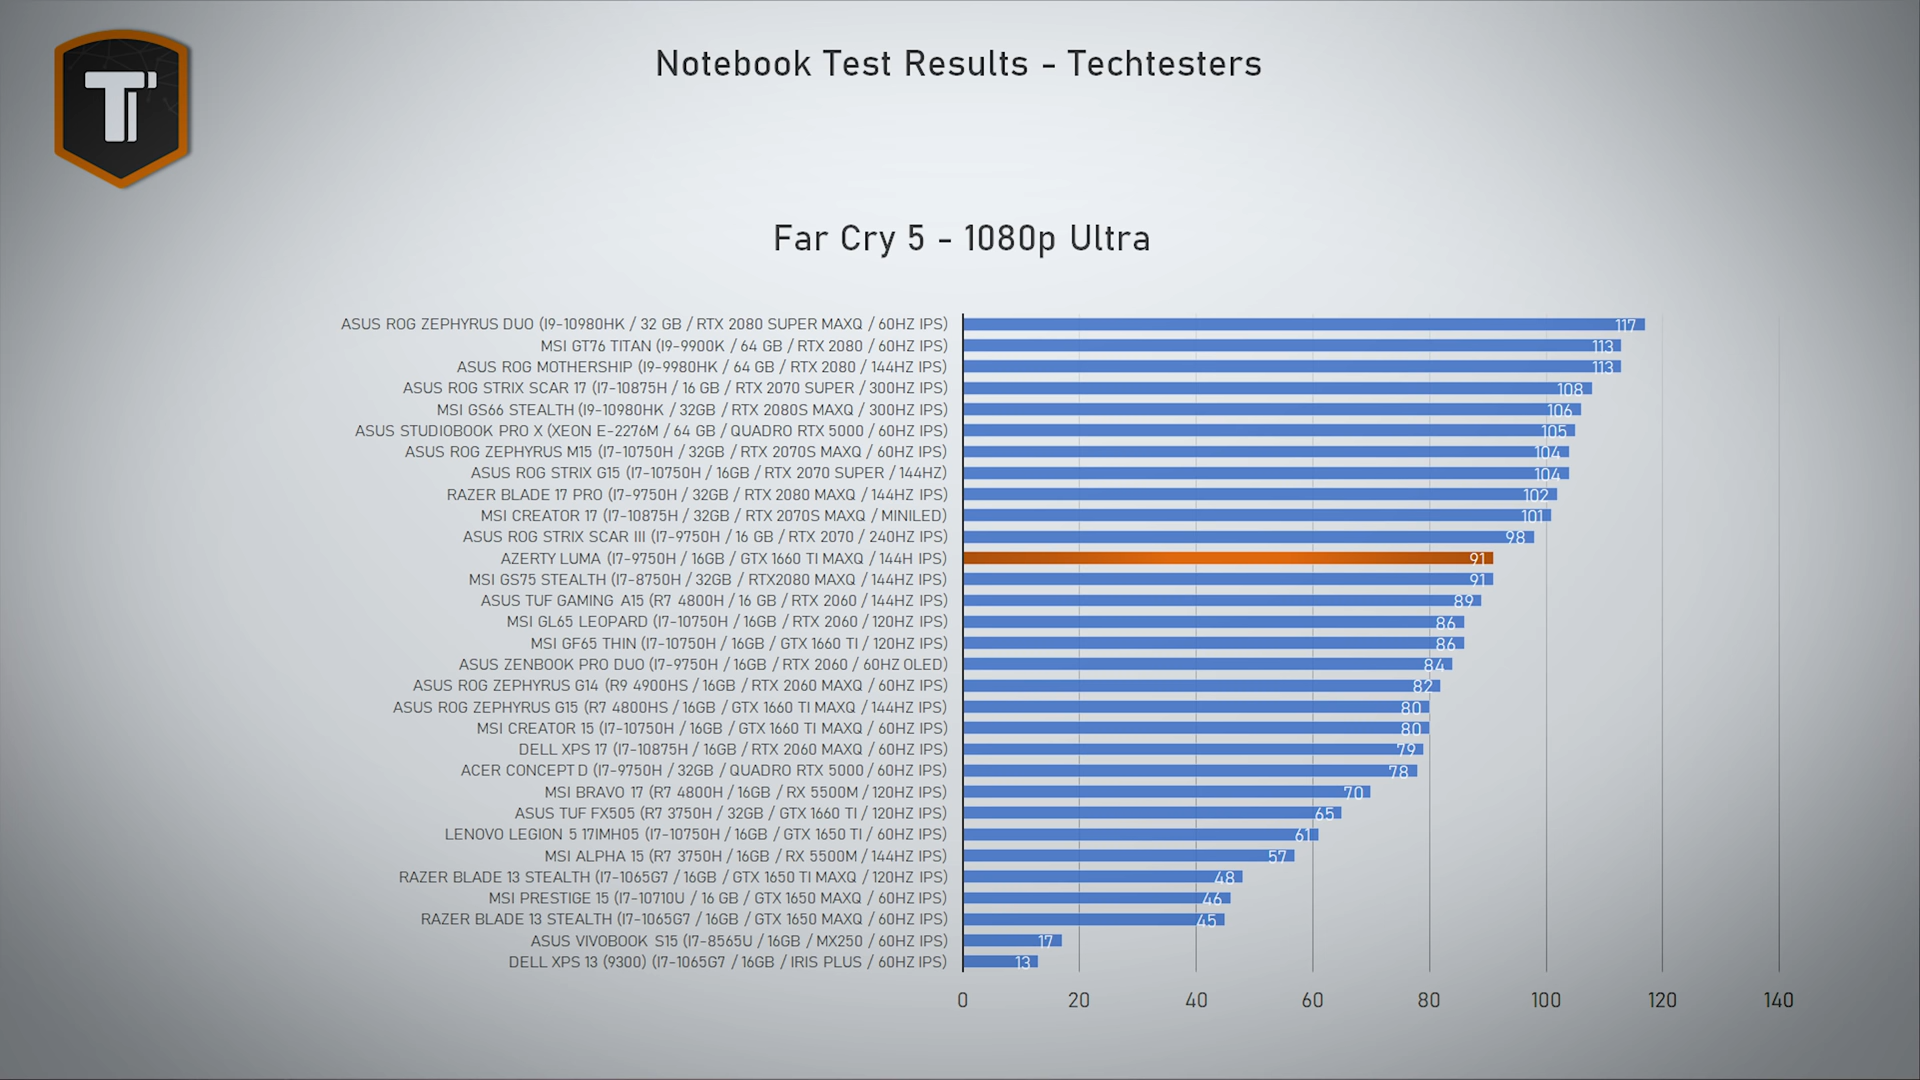 Notebook Test Results - Techtesters
Far Cry 5 - 1080p Ultra
ASUS ROG ZEPHYRUS DUO (I9-10980HK / 32 GB / RTX 2080 SUPER MAXQ / 60HZ IPS) 117
MSI GT76 TITAN (I9-9900K / 64 GB / RTX 2080 / 60HZ IPS) 113
ASUS ROG MOTHERSHIP (I9-9980HK / 64 GB / RTX 2080 / 144HZ IPS) 113
ASUS ROG STRIX SCAR 17 (I7-10875H / 16 GB / RTX 2070 SUPER / 300HZ IPS) 108
MSI GS66 STEALTH (I9-10980HK / 32GB / RTX 2080S MAXQ / 300HZ IPS) 106
ASUS STUDIOBOOK PRO X (XEON E-2276M / 64 GB / QUADRO RTX 5000 / 60HZ IPS) 105
ASUS ROG ZEPHYRUS M15 (I7-10750H / 32GB / RTX 2070S MAXQ / 60HZ IPS) 104
ASUS ROG STRIX G15 (I7-10750H / 16GB / RTX 2070 SUPER / 144HZ) 104
RAZER BLADE 17 PRO (I7-9750H / 32GB / RTX 2080 MAXQ / 144HZ IPS) 102
MSI CREATOR 17 (I7-10875H / 32GB / RTX 2070S MAXQ / MINILED) 101
ASUS ROG STRIX SCAR III (I7-9750H / 16 GB / RTX 2070 / 240HZ IPS) 98
AZERTY LUMA (I7-9750H / 16GB / GTX 1660 TI MAXQ / 144H IPS) 91
MSI GS75 STEALTH (I7-8750H / 32GB / RTX2080 MAXQ / 144HZ IPS) 91
ASUS TUF GAMING A15 (R7 4800H / 16 GB / RTX 2060 / 144HZ IPS) 89
MSI GL65 LEOPARD (I7-10750H / 16GB / RTX 2060 / 120HZ IPS) 86
MSI GF65 THIN (I7-10750H / 16GB / GTX 1660 TI / 120HZ IPS) 86
ASUS ZENBOOK PRO DUO (I7-9750H / 16GB / RTX 2060 / 60HZ OLED) 84
ASUS ROG ZEPHYRUS G14 (R9 4900HS / 16GB / RTX 2060 MAXQ / 60HZ IPS) 82
ASUS ROG ZEPHYRUS G15 (R7 4800HS / 16GB / GTX 1660 TI MAXQ / 144HZ IPS) 80
MSI CREATOR 15 (I7-10750H / 16GB / GTX 1660 TI MAXQ / 60HZ IPS) 80
DELL XPS 17 (I7-10875H / 16GB / RTX 2060 MAXQ / 60HZ IPS) 79
ACER CONCEPT D (I7-9750H / 32GB / QUADRO RTX 5000 / 60HZ IPS) 78
MSI BRAVO 17 (R7 4800H / 16GB / RX 5500M / 120HZ IPS) 70
ASUS TUF FX505 (R7 3750H / 32GB / GTX 1660 TI / 120HZ IPS) 65
LENOVO LEGION 5 17IMH05 (I7-10750H / 16GB / GTX 1650 TI / 60HZ IPS) 61
MSI ALPHA 15 (R7 3750H / 16GB / RX 5500M / 144HZ IPS) 57
RAZER BLADE 13 STEALTH (I7-1065G7 / 16GB / GTX 1650 TI MAXQ / 120HZ IPS) 48
MSI PRESTIGE 15 (I7-10710U / 16 GB / GTX 1650 MAXQ / 60HZ IPS) 46
RAZER BLADE 13 STEALTH (I7-1065G7 / 16GB / GTX 1650 MAXQ / 60HZ IPS) 45
ASUS VIVOBOOK S15 (I7-8565U / 16GB / MX250 / 60HZ IPS) 17
DELL XPS 13 (9300) (I7-1065G7 / 16GB / IRIS PLUS / 60HZ IPS) 13
0 20 40 60 80 100 120 140